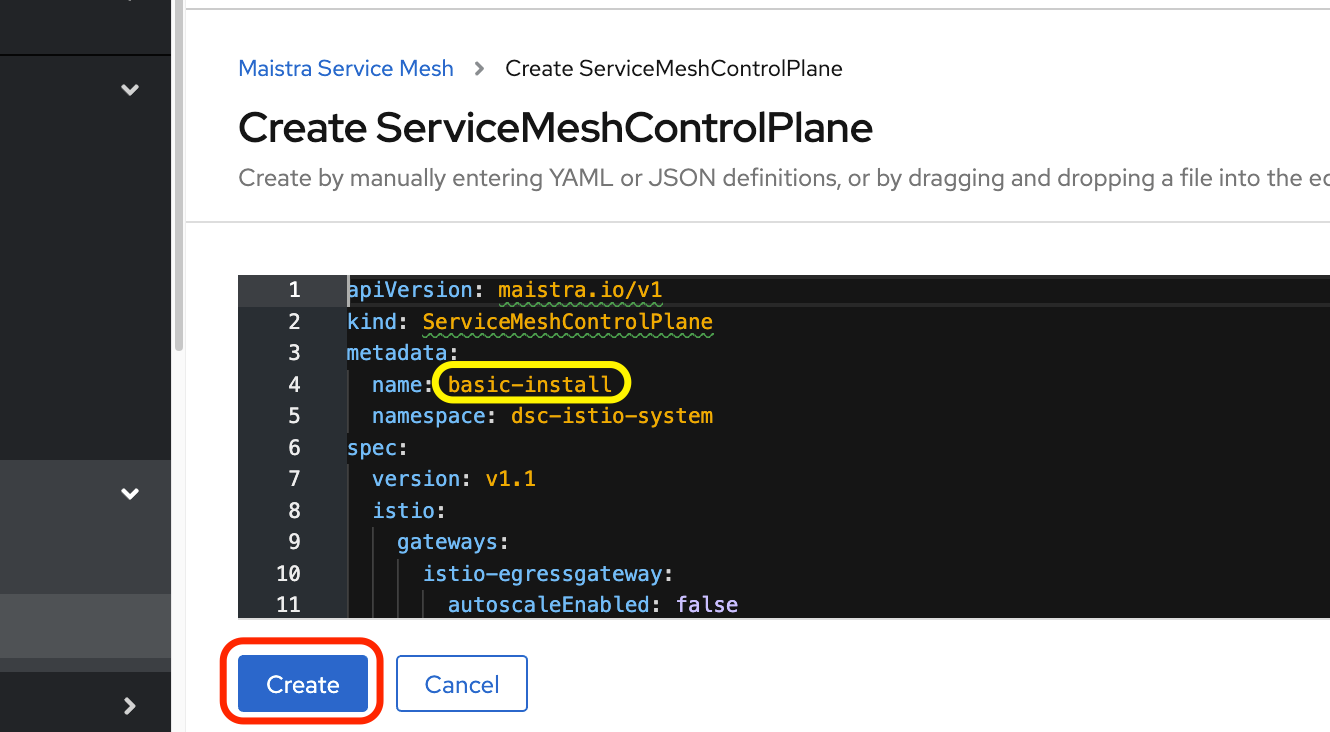 Maistra Service Mesh > Create ServiceMeshControlPlane
Create ServiceMeshControlPlane
Create by manually entering YAML or JSON definitions, or by dragging and dropping a file into the
1 apiVersion: maistra.io/v1
2 kind: ServiceMeshControlPlane
3 metadata:
4 name: basic-install
5 namespace: dsc-istio-system
6 spec:
7 version: v1.1
8 istio:
9 gateways:
10 istio-egressgateway:
11 autoscaleEnabled: false
Create Cancel